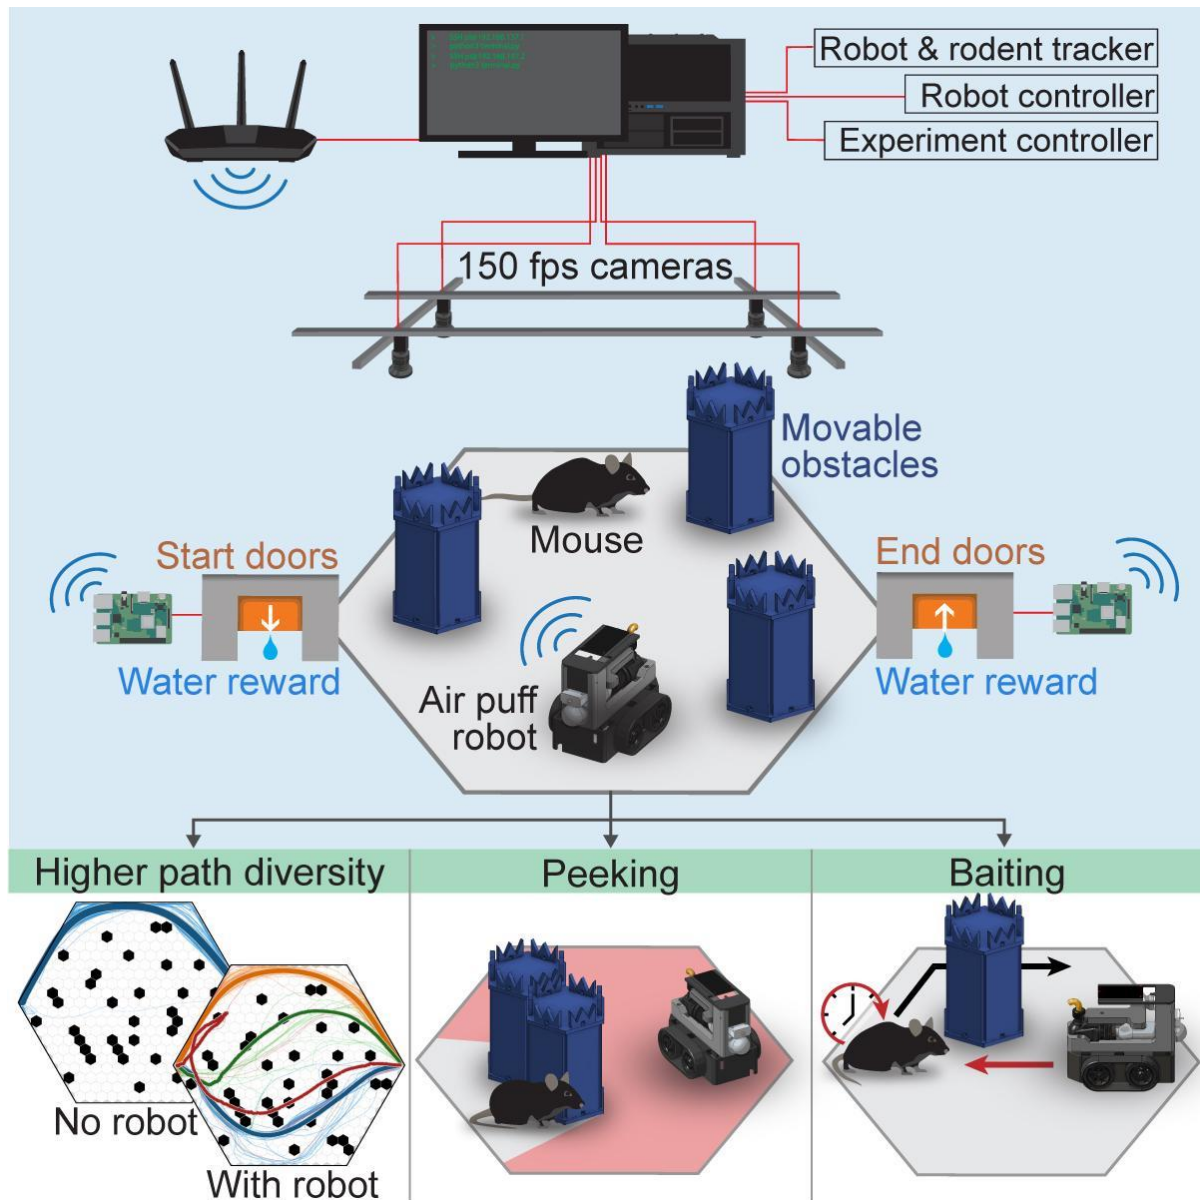 Robot & rodent tracker
Robot controller
Experiment controller
150 fps cameras
Movable
obstacles
Mouse
Start doors
End doors
Water reward
Water reward
Air puff
robot
Higher path diversity
Peeking
Baiting
No robot
With robot